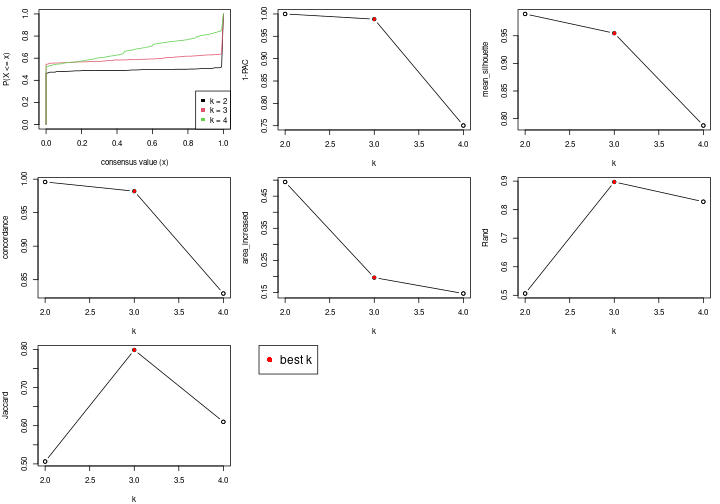 P(X <= x)
0.0 0.2 0.4 0.6 0.8 1.0
k = 2
k = 3
k = 4
0.0 0.2 0.4 0.6 0.8 1.0
consensus value (x)
1-PAC
0.75 0.80 0.85 0.90 0.95 1.00
2.0 2.5 3.0 3.5 4.0
k
mean_silhouette
0.80 0.85 0.90 0.95
2.0 2.5 3.0 3.5 4.0
k
concordance
0.85 0.90 0.95 1.00
2.0 2.5 3.0 3.5 4.0
k
area_increased
0.15 0.25 0.35 0.45
2.0 2.5 3.0 3.5 4.0
k
Rand
0.5 0.6 0.7 0.8 0.9
2.0 2.5 3.0 3.5 4.0
k
Jaccard
0.50 0.60 0.70 0.80
2.0 2.5 3.0 3.5 4.0
k
best k